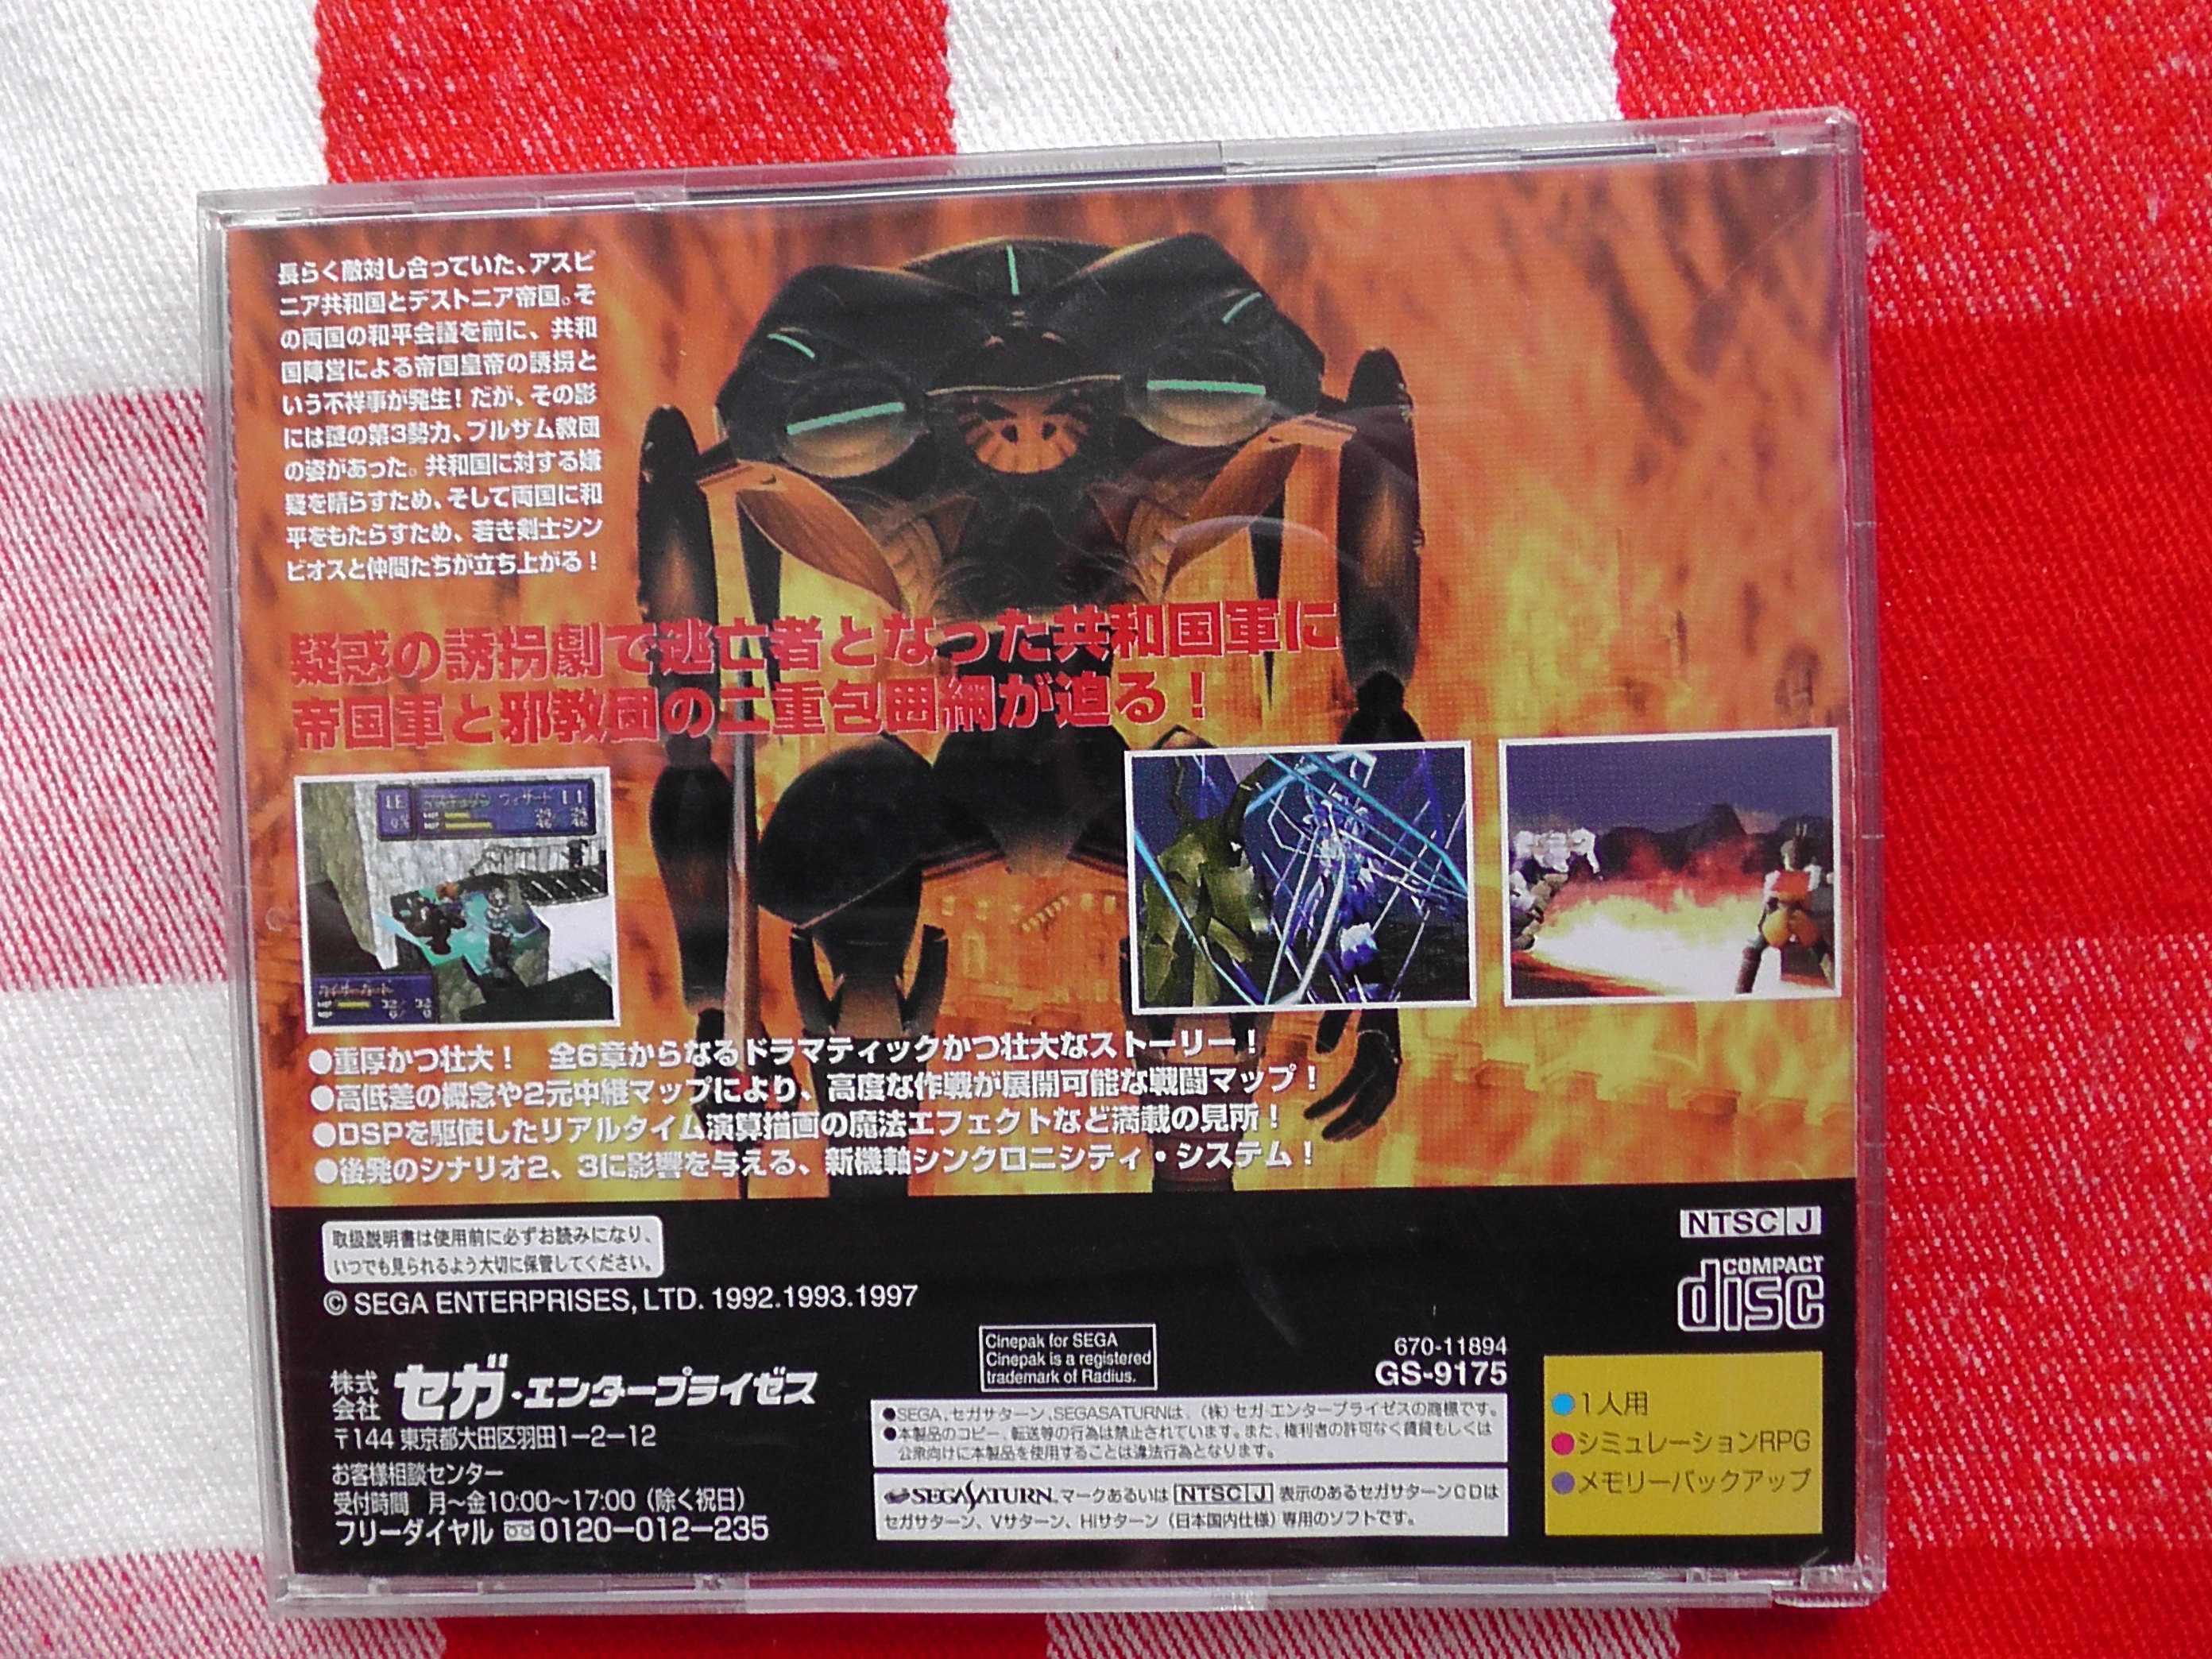 長らく敵対し合っていた、アスピ
ニア共和国とデストニア帝国。そ
の両国の和平会議を前に、共和
国陣営による帝国皇帝の誘拐と
いう不祥事が発生！だが、その影
には謎の第3勢力、ブルザム教団
の姿があった。共和国に対する嫌
疑を晴らすため、そして両国に和
平をもたらすため、若き剣士シン
ビオスと仲間たちが立ち上がる！
疑惑の誘拐劇で逃亡者となった共和国軍に
帝国軍と邪教団の二重包囲網が迫る！
LE
ウィザード L1
●重厚かつ壮大！　全6章からなるドラマティックかつ壮大なストーリー！
●高低差の概念や2元中継マップにより、高度な作戦が展開可能な戦闘マップ！
●DSPを駆使したリアルタイム演算描画の魔法エフェクトなど満載の見所！
●後発のシナリオ2、3に影響を与える、新機軸シンクロニシティ・システム！
取扱説明書は使用前に必ずお読みになり、
いつでも見られるよう大切に保管してください。
© SEGA ENTERPRISES, LTD. 1992.1993.1997
株式会社 セガ・エンタープライゼス
〒144 東京都大田区羽田1−2−12
お客様相談センター
受付時間　月〜金10:00〜17:00（除く祝日）
フリーダイヤル 0120−012−235
Cinepak for SEGA
Cinepak is a registered
trademark of Radius.
670-11894
GS-9175
●SEGA、セガサターン、SEGASATURNは、（株）セガ・エンタープライゼスの商標です。
●本製品のコピー、転送等の行為は禁止されています。また、権利者の許可なく賃貸もしくは
公衆向けに本製品を使用することは違法行為となります。
SEGA SATURN. マークあるいは NTSC J 表示のあるセガサターンCDは
セガサターン、Vサターン、Hiサターン（日本国内仕様）専用のソフトです。
NTSC J
COMPACT
disc
●1人用
●シミュレーションRPG
●メモリーバックアップ